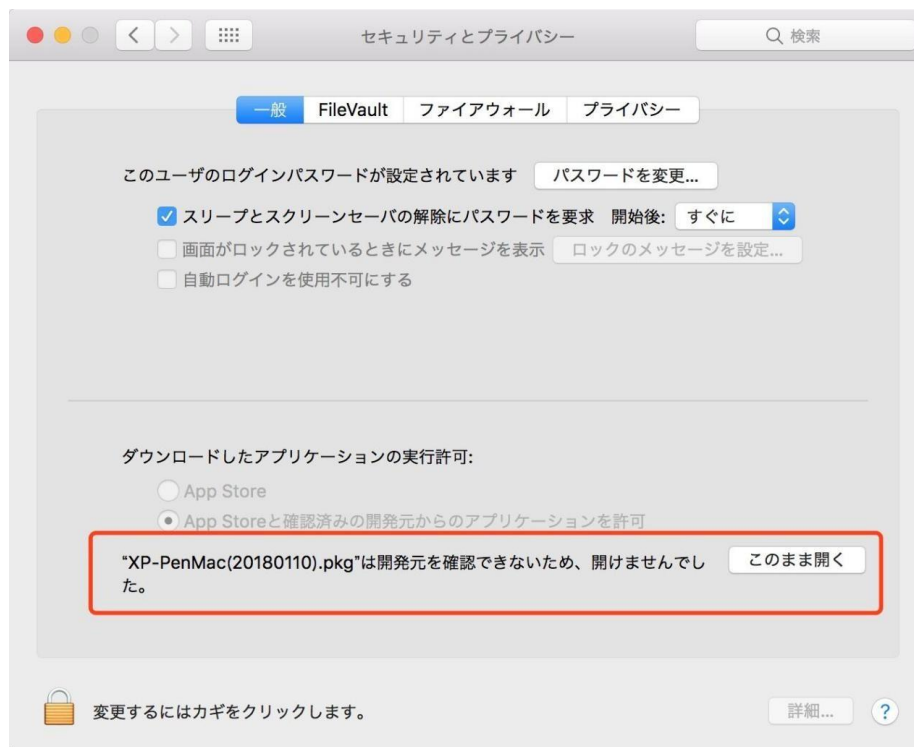 セキュリティとプライバシー
検索
一般 FileVault ファイアウォール プライバシー
このユーザのログインパスワードが設定されています パスワードを変更...
スリープとスクリーンセーバの解除にパスワードを要求 開始後: すぐに
画面がロックされているときにメッセージを表示 ロックのメッセージを設定...
自動ログインを使用不可にする
ダウンロードしたアプリケーションの実行許可:
App Store
App Storeと確認済みの開発元からのアプリケーションを許可
“XP-PenMac(20180110).pkg”は開発元を確認できないため、開けませんでし このまま開く
た。
変更するにはカギをクリックします。 詳細... ?